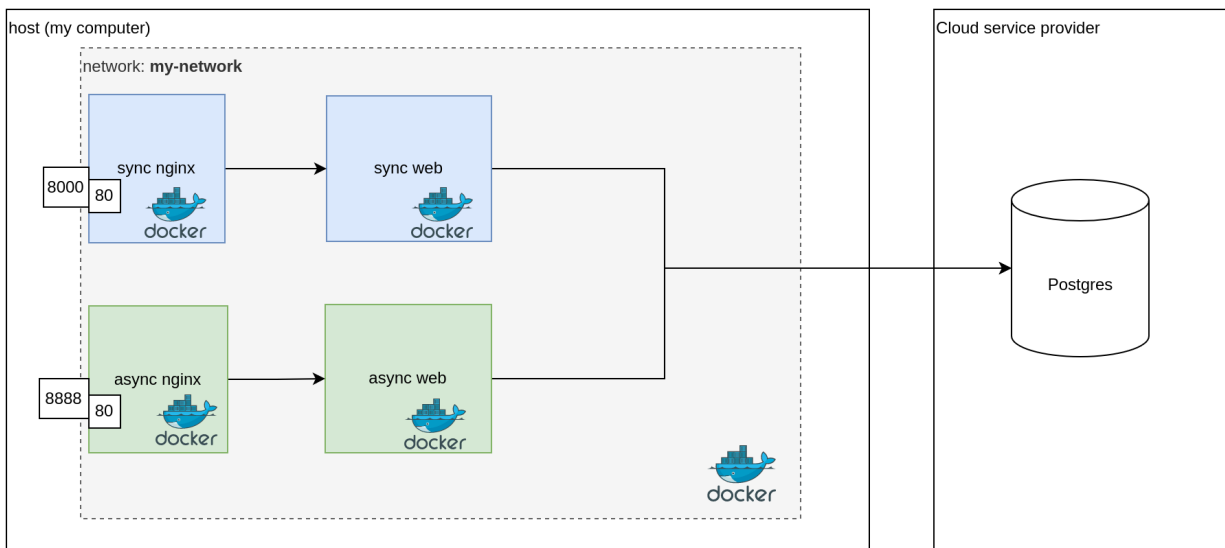 host (my computer)
Cloud service provider
network: my-network
sync nginx
sync web
8000
80
docker
docker
Postgres
async nginx
async web
8888
80
docker
docker
docker